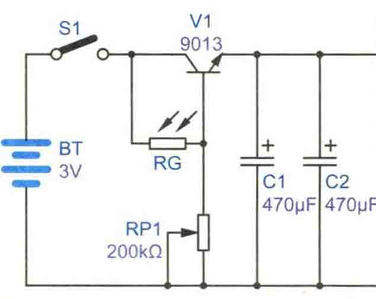 S1
V1
9013
BT
3V
RG
RP1
200kΩ
+
C1
470μF
+
C2
470μF